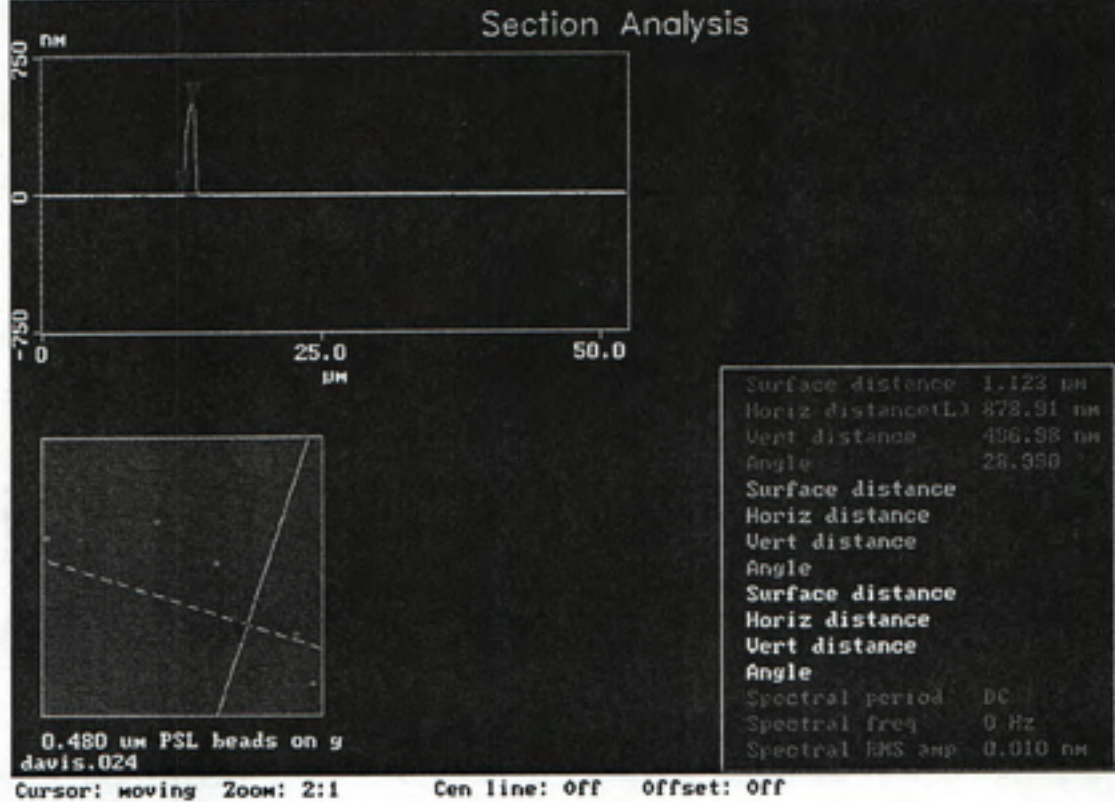 Section Analysis
nM
750
0
-750
0
25.0
50.0
µM
Surface distance 1.123 µM
Horiz distance(L) 878.91 nM
Vert distance 496.98 nM
Angle 28.990
Surface distance
Horiz distance
Vert distance
Angle
Surface distance
Horiz distance
Vert distance
Angle
Spectral period DC
Spectral freq 0 Hz
Spectral RMS amp 0.010 nM
0.480 uM PSL beads on g
davis.024
Cursor: moving Zoom: 2:1 Cen line: Off Offset: Off